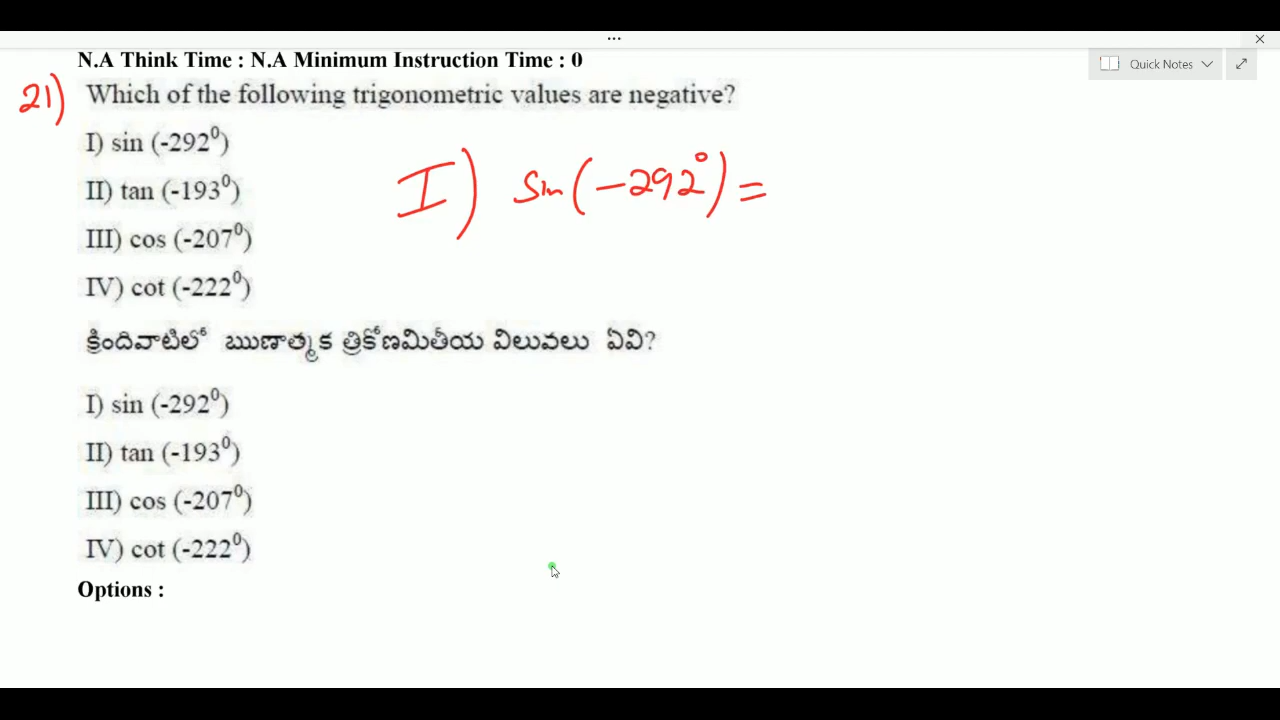 N.A Think Time : N.A Minimum Instruction Time : 0
Quick Notes
21) Which of the following trigonometric values are negative?
I) sin (-292⁰)
I) sin(-292°) =
II) tan (-193⁰)
III) cos (-207⁰)
IV) cot (-222⁰)
క్రిందివాటిలో ఋణాత్మక త్రికోణమితీయ విలువలు ఏవి?
I) sin (-292⁰)
II) tan (-193⁰)
III) cos (-207⁰)
IV) cot (-222⁰)
Options :